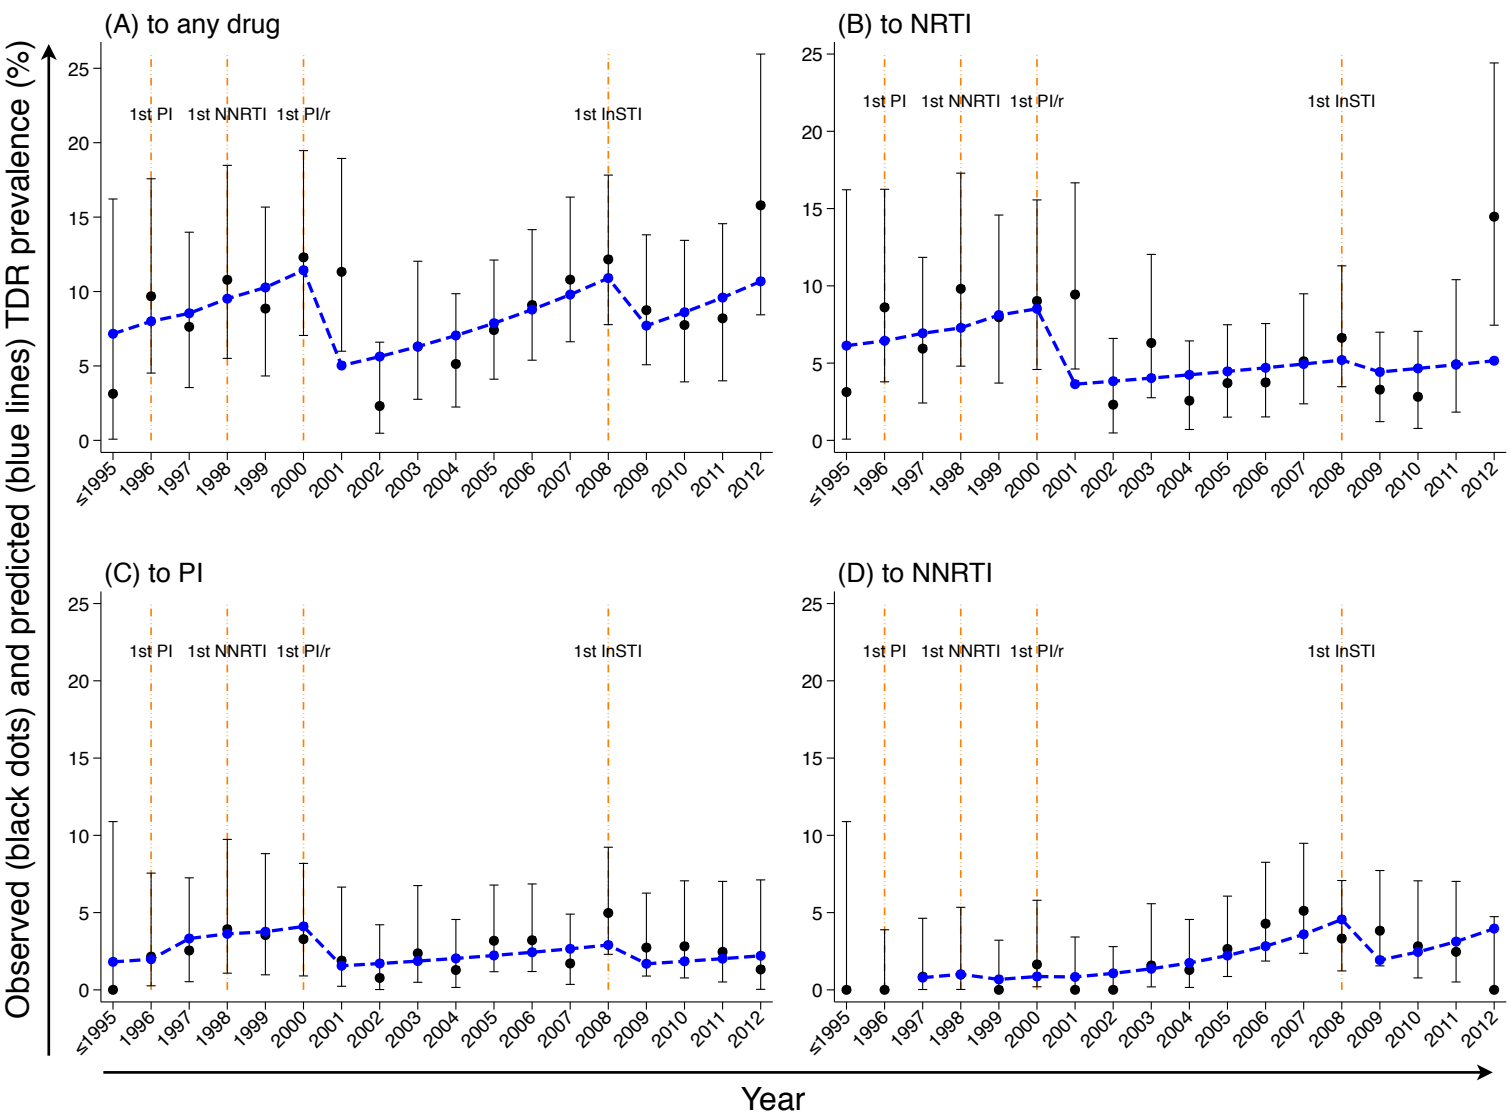 Observed (black dots) and predicted (blue lines) TDR prevalence (%)
(A) to any drug
25
20
15
10
5
0
1st PI 1st NNRTI 1st PI/r 1st InSTI
≤1995 1996 1997 1998 1999 2000 2001 2002 2003 2004 2005 2006 2007 2008 2009 2010 2011 2012
(B) to NRTI
25
20
15
10
5
0
1st PI 1st NNRTI 1st PI/r 1st InSTI
≤1995 1996 1997 1998 1999 2000 2001 2002 2003 2004 2005 2006 2007 2008 2009 2010 2011 2012
(C) to PI
25
20
15
10
5
0
1st PI 1st NNRTI 1st PI/r 1st InSTI
≤1995 1996 1997 1998 1999 2000 2001 2002 2003 2004 2005 2006 2007 2008 2009 2010 2011 2012
(D) to NNRTI
25
20
15
10
5
0
1st PI 1st NNRTI 1st PI/r 1st InSTI
≤1995 1996 1997 1998 1999 2000 2001 2002 2003 2004 2005 2006 2007 2008 2009 2010 2011 2012
Year